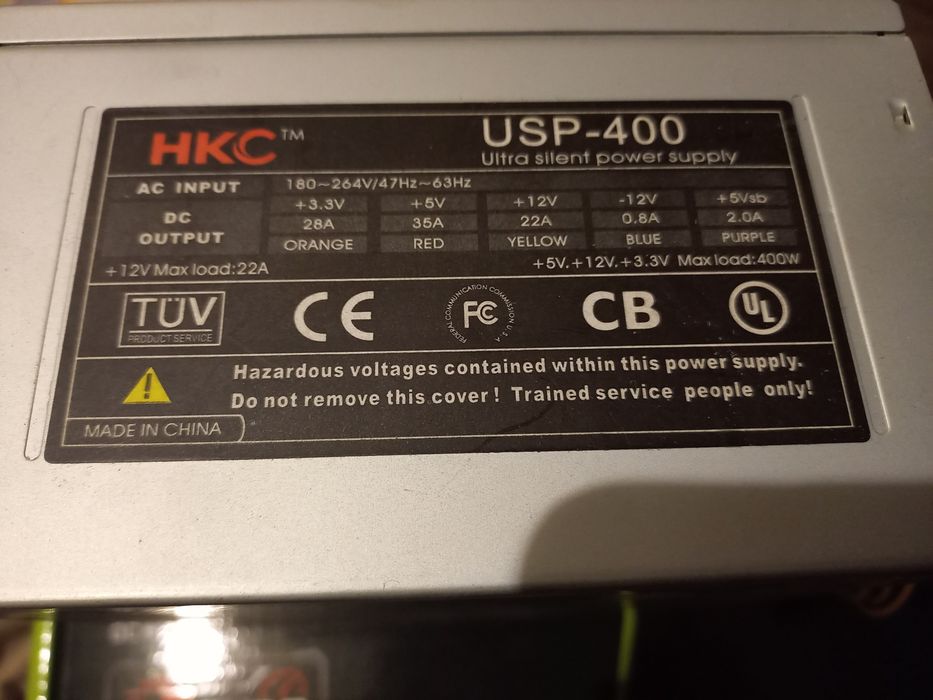 HKC TM
USP-400
Ultra silent power supply
AC INPUT 180~264V/47Hz~63Hz
DC OUTPUT
+3.3V +5V +12V -12V +5Vsb
28A 35A 22A 0.8A 2.0A
ORANGE RED YELLOW BLUE PURPLE
+12V Max load:22A
+5V.+12V.+3.3V Max load:400W
TÜV
PRODUCT SERVICE
CE
FEDERAL COMMUNICATION COMMISSION U.S.A
FC
CB
UL
Hazardous voltages contained within this power supply.
Do not remove this cover! Trained service people only!
MADE IN CHINA